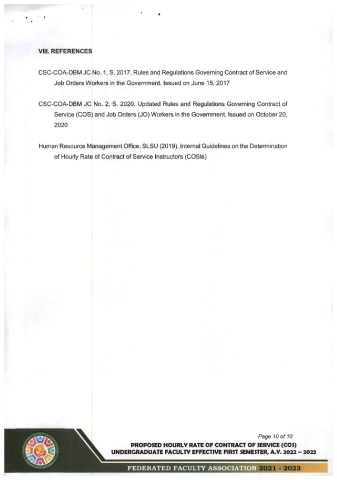 VIII. REFERENCES
CSC-COA-DBM JC No. 1, S. 2017. Rules and Regulations Governing Contract of Service and
Job Orders Workers in the Government. Issued on June 15, 2017
CSC-COA-DBM JC No. 2, S. 2020. Updated Rules and Regulations Governing Contract of
Service (COS) and Job Orders (JO) Workers in the Government. Issued on October 20,
2020
Human Resource Management Office, SLSU (2019). Internal Guidelines on the Determination
of Hourly Rate of Contract of Service Instructors (COSIs)
Page 10 of 10
PROPOSED HOURLY RATE OF CONTRACT OF SERVICE (COS)
UNDERGRADUATE FACULTY EFFECTIVE FIRST SEMESTER, A.Y. 2022 – 2023
FEDERATED FACULTY ASSOCIATION 2021 - 2023